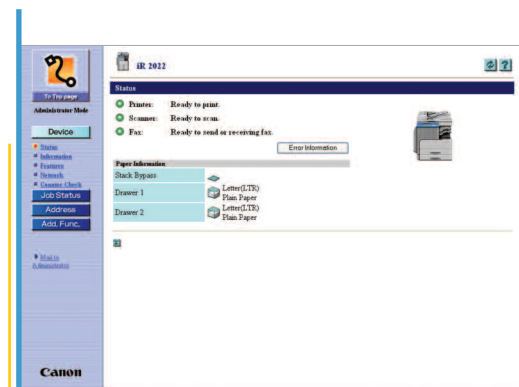 iR 2022
To Top page
Administrator Mode
Device
Status
Information
Features
Network
Counter Check
Job Status
Address
Add. Func.
Mail to
Administrator
Canon
Status
Printer: Ready to print.
Scanner: Ready to scan.
Fax: Ready to send or receiving fax.
Error Information
Paper Information
Stack Bypass
Drawer 1 Letter(LTR)
Plain Paper
Drawer 2 Letter(LTR)
Plain Paper